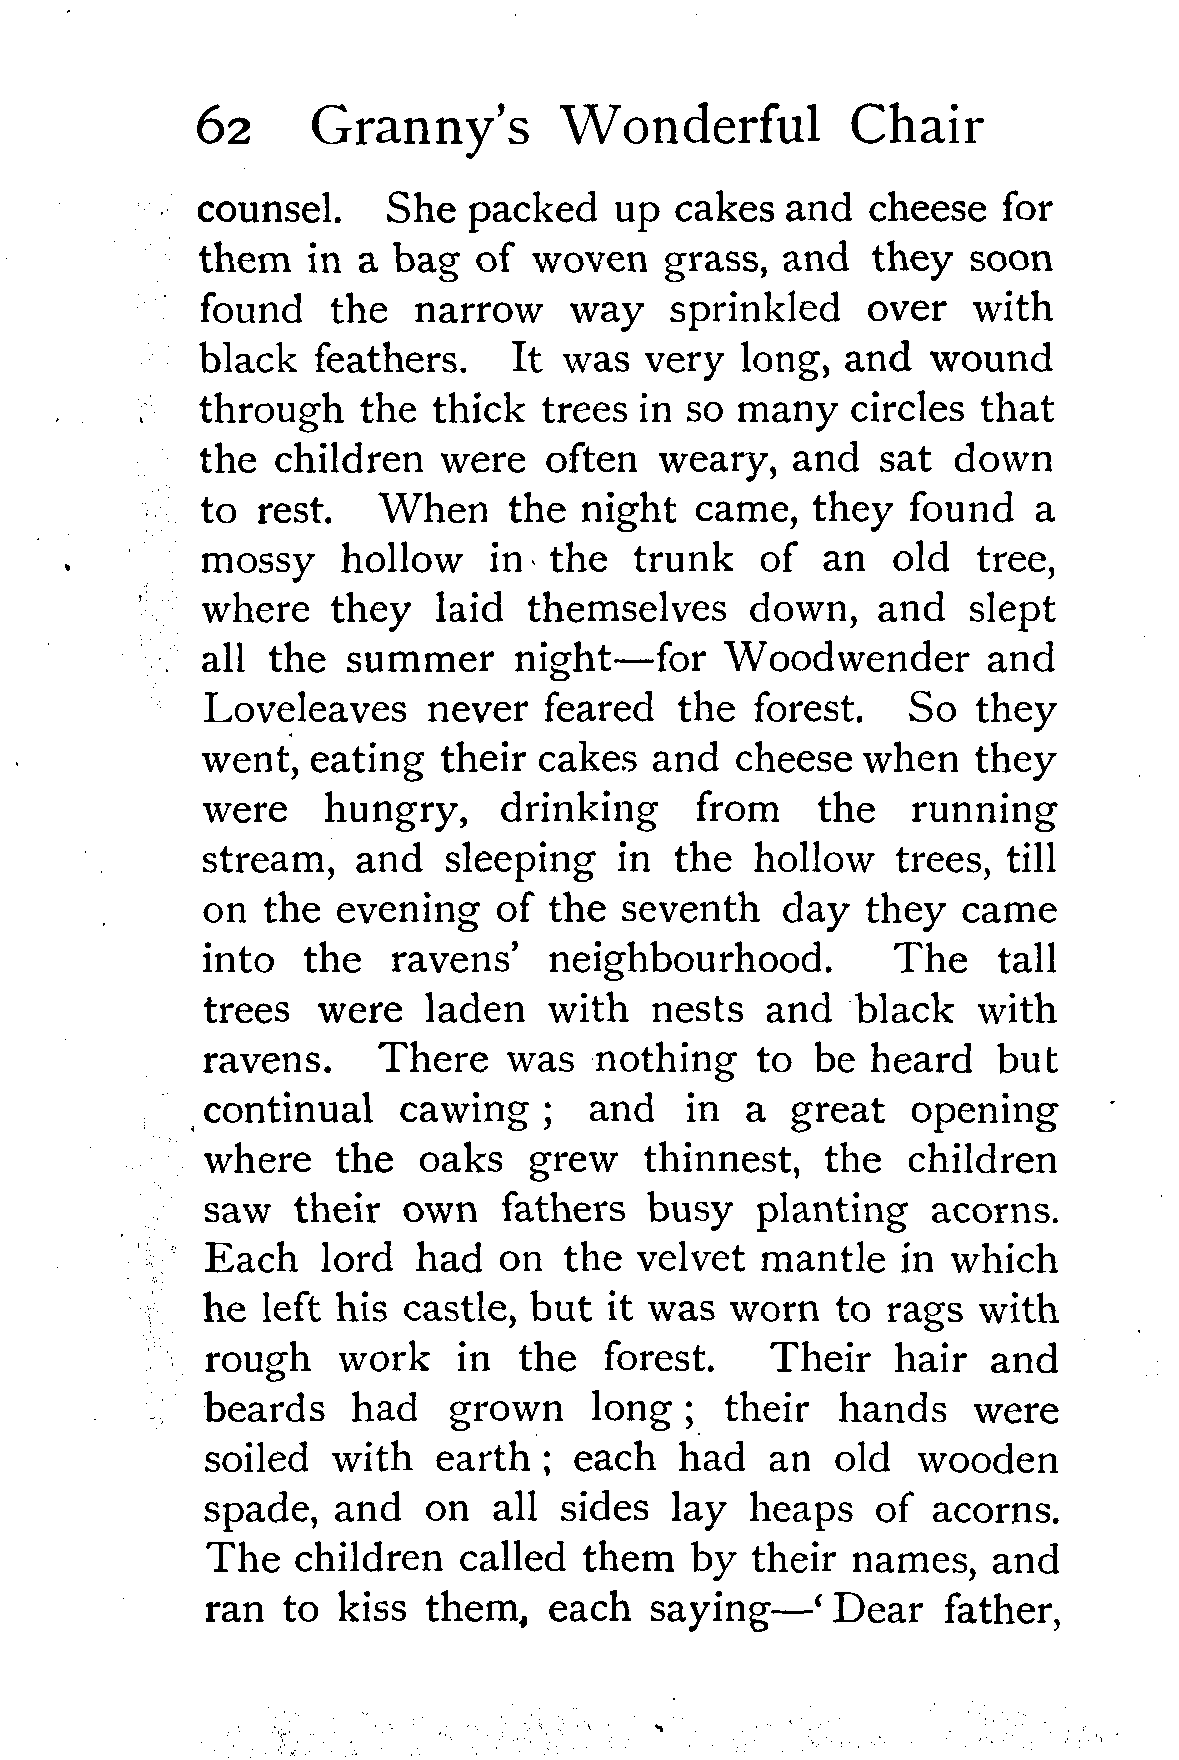 62 Granny's Wonderful Chair
counsel. She packed up cakes and cheese for
them in a bag of woven grass, and they soon
found the narrow way sprinkled over with
black feathers. It was very long, and wound
through the thick trees in so many circles that
the children were often weary, and sat down
to rest. When the night came, they found a
mossy hollow in the trunk of an old tree,
where they laid themselves down, and slept
all the summer night—for Woodwender and
Loveleaves never feared the forest. So they
went, eating their cakes and cheese when they
were hungry, drinking from the running
stream, and sleeping in the hollow trees, till
on the evening of the seventh day they came
into the ravens' neighbourhood. The tall
trees were laden with nests and black with
ravens. There was nothing to be heard but
continual cawing ; and in a great opening
where the oaks grew thinnest, the children
saw their own fathers busy planting acorns.
Each lord had on the velvet mantle in which
he left his castle, but it was worn to rags with
rough work in the forest. Their hair and
beards had grown long ; their hands were
soiled with earth ; each had an old wooden
spade, and on all sides lay heaps of acorns.
The children called them by their names, and
ran to kiss them, each saying—‘ Dear father,